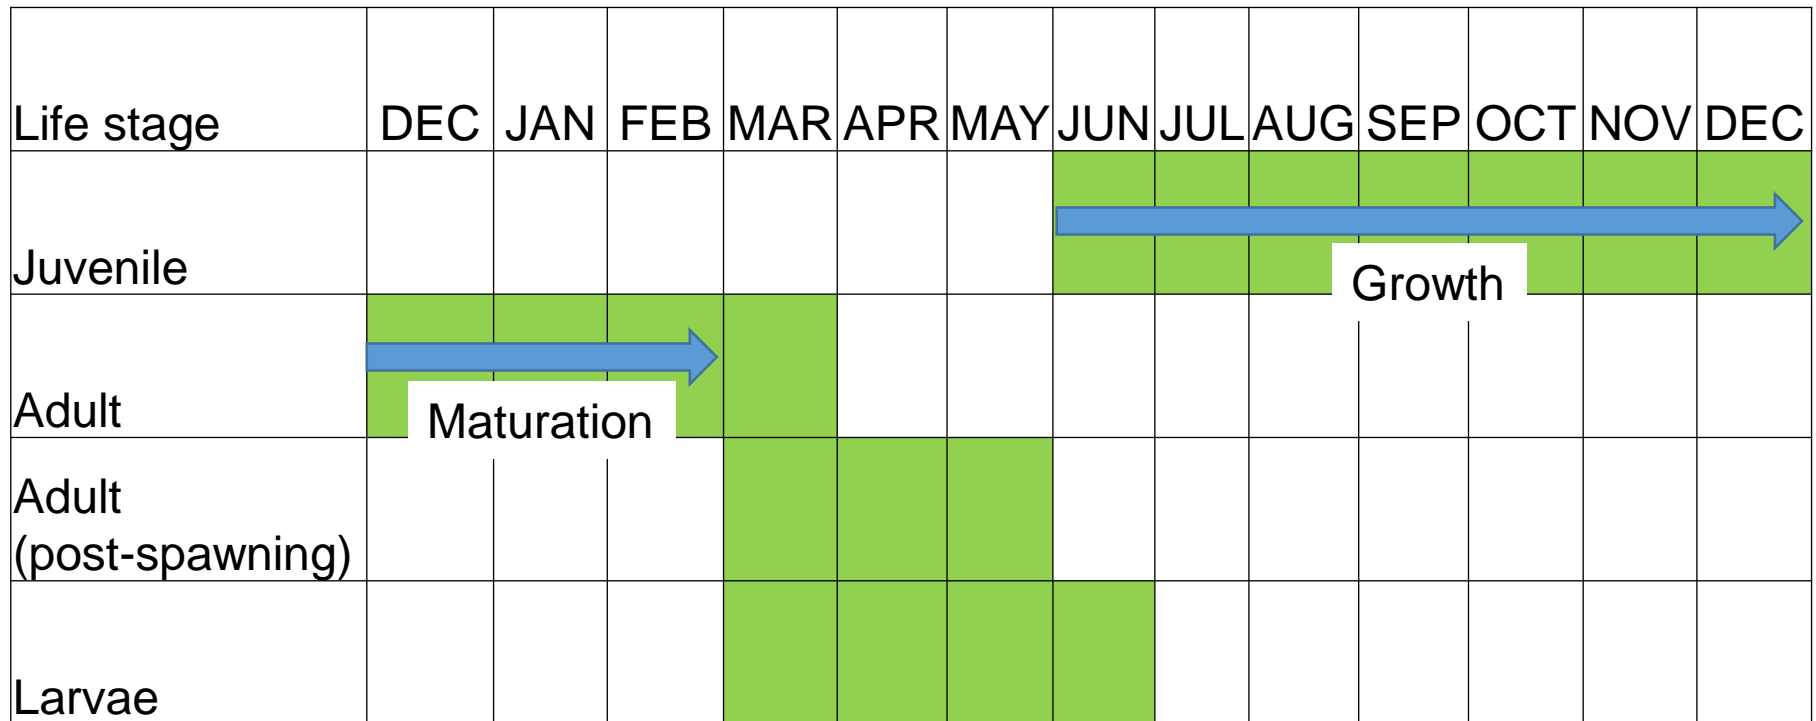 Life stage DEC JAN FEB MAR APR MAY JUN JUL AUG SEP OCT NOV DEC
Juvenile
Growth
Adult
Maturation
Adult
(post-spawning)
Larvae